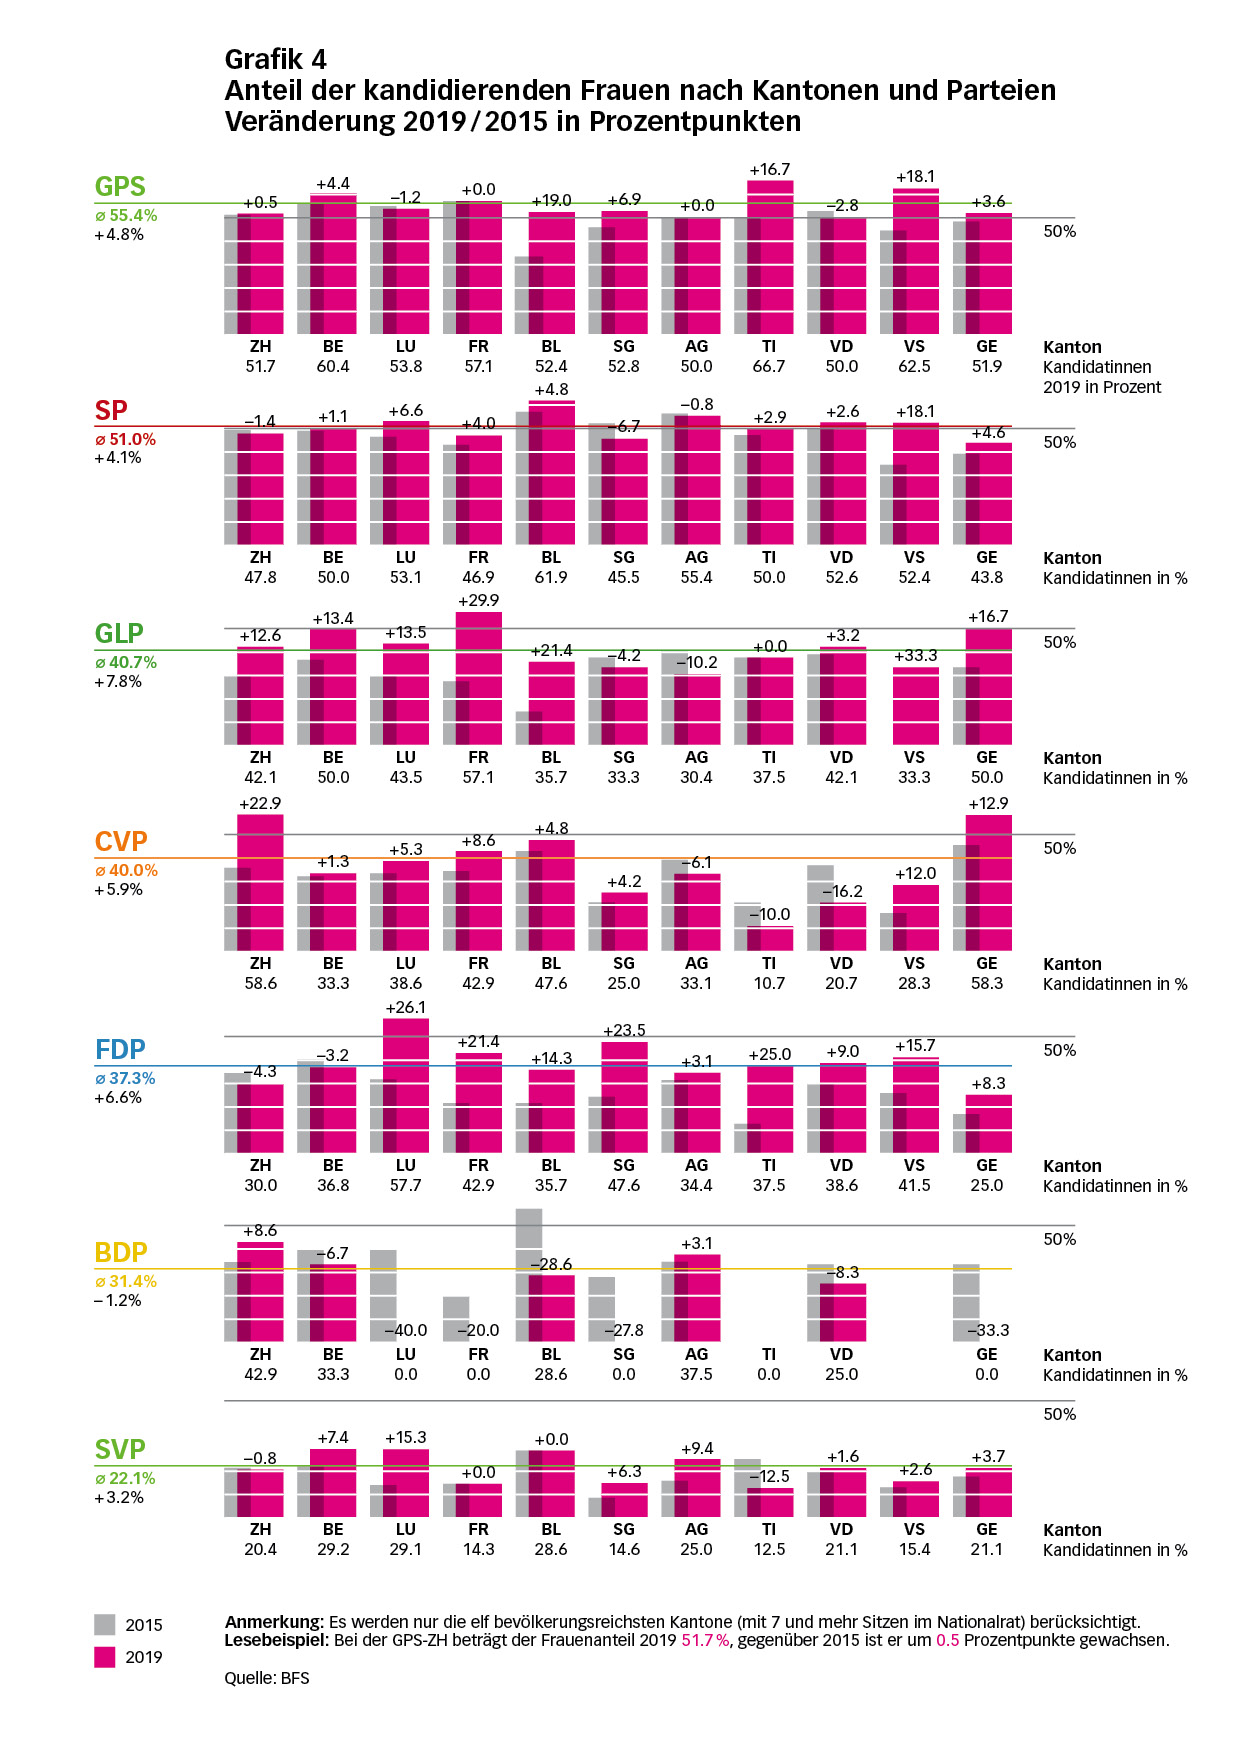 Grafik 4
Anteil der kandidierenden Frauen nach Kantonen und Parteien
Veränderung 2019/2015 in Prozentpunkten
GPS
ø 55.4%
+4.8%
+0.5 +4.4 −1.2 +0.0 +19.0 +6.9 +0.0 +16.7 −2.8 +18.1 +3.6
50%
ZH BE LU FR BL SG AG TI VD VS GE Kanton
51.7 60.4 53.8 57.1 52.4 52.8 50.0 66.7 50.0 62.5 51.9 Kandidatinnen
2019 in Prozent
SP
ø 51.0%
+4.1%
−1.4 +1.1 +6.6 +4.0 +4.8 −6.7 −0.8 +2.9 +2.6 +18.1 +4.6
50%
ZH BE LU FR BL SG AG TI VD VS GE Kanton
47.8 50.0 53.1 46.9 61.9 45.5 55.4 50.0 52.6 52.4 43.8 Kandidatinnen in %
GLP
ø 40.7%
+7.8%
+12.6 +13.4 +13.5 +29.9 +21.4 −4.2 −10.2 +0.0 +3.2 +33.3 +16.7
50%
ZH BE LU FR BL SG AG TI VD VS GE Kanton
42.1 50.0 43.5 57.1 35.7 33.3 30.4 37.5 42.1 33.3 50.0 Kandidatinnen in %
CVP
ø 40.0%
+5.9%
+22.9 +1.3 +5.3 +8.6 +4.8 +4.2 −6.1 −10.0 −16.2 +12.0 +12.9
50%
ZH BE LU FR BL SG AG TI VD VS GE Kanton
58.6 33.3 38.6 42.9 47.6 25.0 33.1 10.7 20.7 28.3 58.3 Kandidatinnen in %
FDP
ø 37.3%
+6.6%
−4.3 −3.2 +26.1 +21.4 +14.3 +23.5 +3.1 +25.0 +9.0 +15.7 +8.3
50%
ZH BE LU FR BL SG AG TI VD VS GE Kanton
30.0 36.8 57.7 42.9 35.7 47.6 34.4 37.5 38.6 41.5 25.0 Kandidatinnen in %
BDP
ø 31.4%
−1.2%
+8.6 −6.7 −40.0 −20.0 −28.6 −27.8 +3.1 −8.3 −33.3
50%
ZH BE LU FR BL SG AG TI VD GE Kanton
42.9 33.3 0.0 0.0 28.6 0.0 37.5 0.0 25.0 0.0 Kandidatinnen in %
SVP
ø 22.1%
+3.2%
−0.8 +7.4 +15.3 +0.0 +0.0 +6.3 +9.4 −12.5 +1.6 +2.6 +3.7
50%
ZH BE LU FR BL SG AG TI VD VS GE Kanton
20.4 29.2 29.1 14.3 28.6 14.6 25.0 12.5 21.1 15.4 21.1 Kandidatinnen in %
2015
2019
Anmerkung: Es werden nur die elf bevölkerungsreichsten Kantone (mit 7 und mehr Sitzen im Nationalrat) berücksichtigt.
Lesebeispiel: Bei der GPS-ZH beträgt der Frauenanteil 2019 51.7%, gegenüber 2015 ist er um 0.5 Prozentpunkte gewachsen.
Quelle: BFS